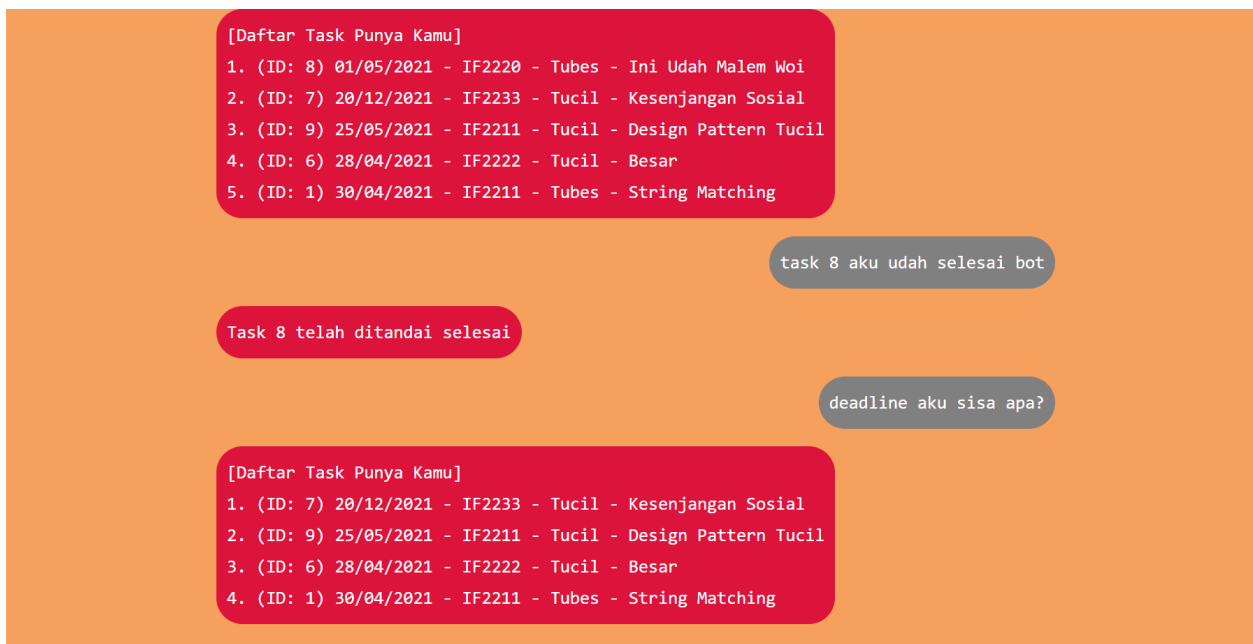 [Daftar Task Punya Kamu]
1. (ID: 8) 01/05/2021 - IF2220 - Tubes - Ini Udah Malem Woi
2. (ID: 7) 20/12/2021 - IF2233 - Tucil - Kesenjangan Sosial
3. (ID: 9) 25/05/2021 - IF2211 - Tucil - Design Pattern Tucil
4. (ID: 6) 28/04/2021 - IF2222 - Tucil - Besar
5. (ID: 1) 30/04/2021 - IF2211 - Tubes - String Matching
task 8 aku udah selesai bot
Task 8 telah ditandai selesai
deadline aku sisa apa?
[Daftar Task Punya Kamu]
1. (ID: 7) 20/12/2021 - IF2233 - Tucil - Kesenjangan Sosial
2. (ID: 9) 25/05/2021 - IF2211 - Tucil - Design Pattern Tucil
3. (ID: 6) 28/04/2021 - IF2222 - Tucil - Besar
4. (ID: 1) 30/04/2021 - IF2211 - Tubes - String Matching